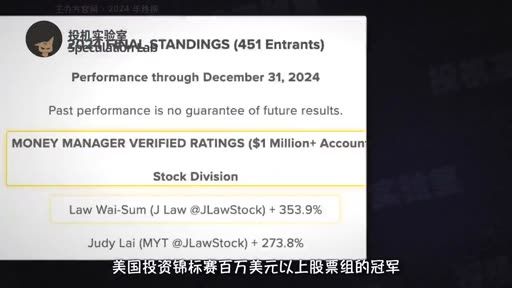 投机实验室
Speculation Lab
2024 FINAL STANDINGS (451 Entrants)
Performance through December 31, 2024
Past performance is no guarantee of future results.
MONEY MANAGER VERIFIED RATINGS ($1 Million+ Account
Stock Division
Law Wai-Sum (J Law @JLawStock) + 353.9%
Judy Lai (MYT @JLawStock) + 273.8%
美国投资锦标赛百万美元以上股票组的冠军